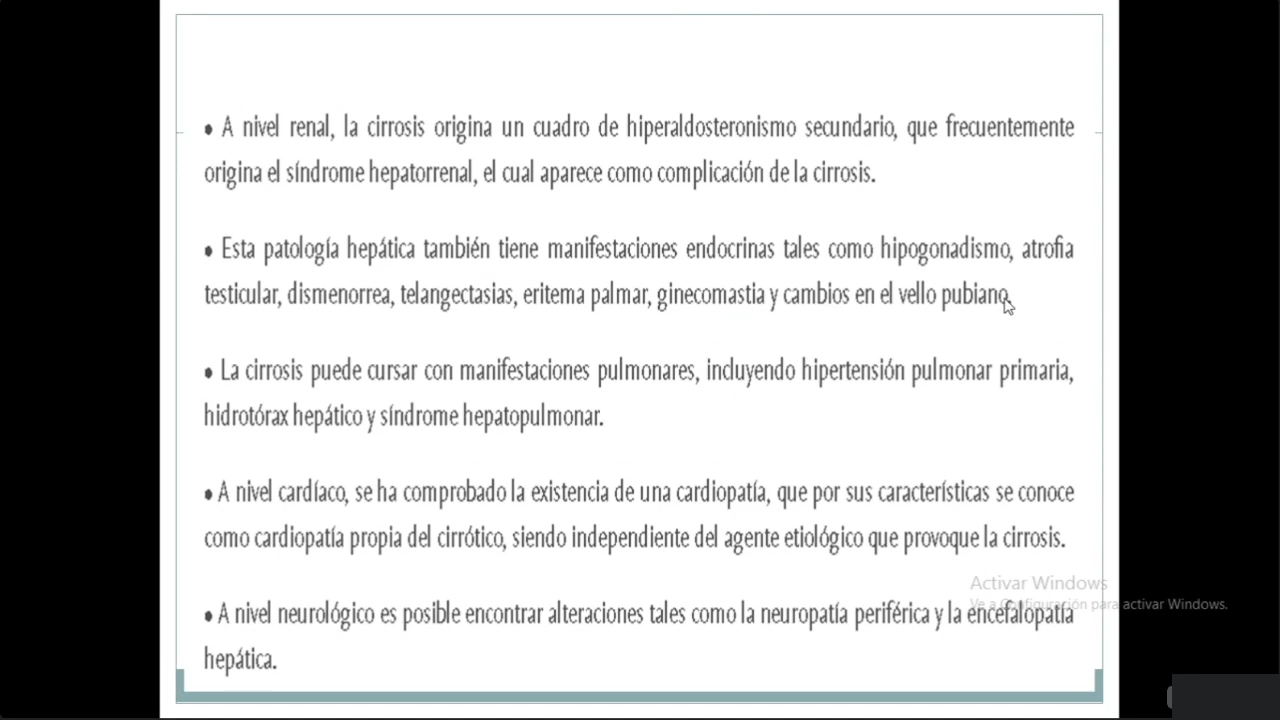 • A nivel renal, la cirrosis origina un cuadro de hiperaldosteronismo secundario, que frecuentemente
origina el síndrome hepatorrenal, el cual aparece como complicación de la cirrosis.
• Esta patología hepática también tiene manifestaciones endocrinas tales como hipogonadismo, atrofia
testicular, dismenorrea, telangectasias, eritema palmar, ginecomastia y cambios en el vello pubiano.
• La cirrosis puede cursar con manifestaciones pulmonares, incluyendo hipertensión pulmonar primaria,
hidrotórax hepático y síndrome hepatopulmonar.
• A nivel cardíaco, se ha comprobado la existencia de una cardiopatía, que por sus características se conoce
como cardiopatía propia del cirrótico, siendo independiente del agente etiológico que provoque la cirrosis.
Activar Windows
Ve a Configuración para activar Windows.
• A nivel neurológico es posible encontrar alteraciones tales como la neuropatía periférica y la encefalopatía
hepática.